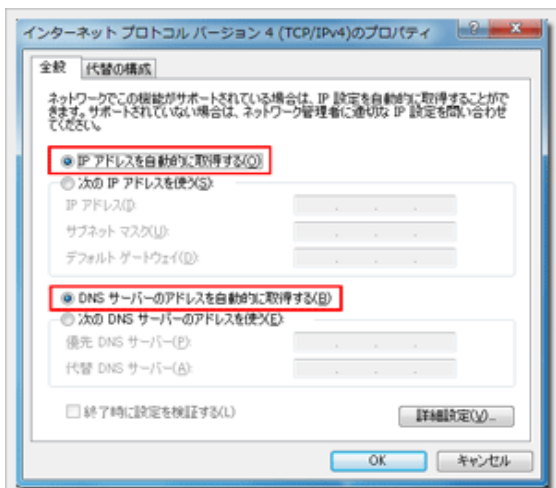 インターネット プロトコル バージョン 4 (TCP/IPv4)のプロパティ
全般
代替の構成
ネットワークでこの機能がサポートされている場合は、IP 設定を自動的に取得することがで
きます。サポートされていない場合は、ネットワーク管理者に適切な IP 設定を問い合わせ
てください。
IP アドレスを自動的に取得する(O)
次の IP アドレスを使う(S):
IP アドレス(I):
サブネット マスク(U):
デフォルト ゲートウェイ(D):
DNS サーバーのアドレスを自動的に取得する(B)
次の DNS サーバーのアドレスを使う(E):
優先 DNS サーバー(P):
代替 DNS サーバー(A):
終了時に設定を検証する(L)
詳細設定(V)...
OK
キャンセル